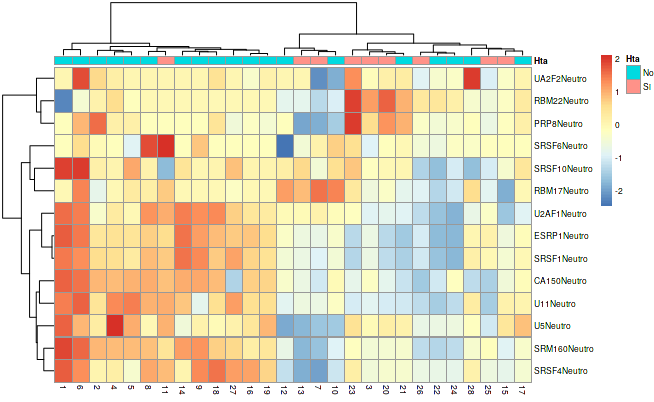 Hta
UA2F2Neutro
RBM22Neutro
PRP8Neutro
SRSF6Neutro
SRSF10Neutro
RBM17Neutro
U2AF1Neutro
ESRP1Neutro
SRSF1Neutro
CA150Neutro
U11Neutro
U5Neutro
SRM160Neutro
SRSF4Neutro
1 6 2 4 5 8 11 14 9 18 27 16 19 12 13 7 10 23 3 20 21 26 22 24 28 25 15 17
2
1
0
-1
-2
Hta
No
Si